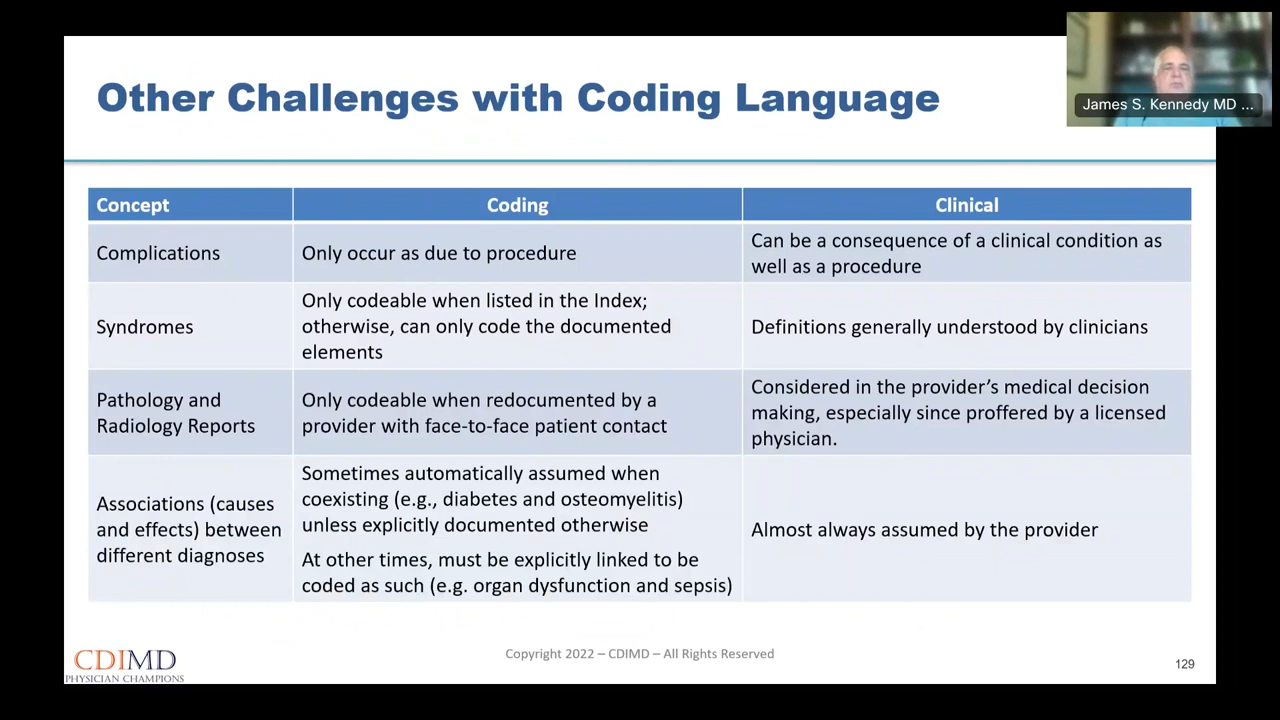 Other Challenges with Coding Language
James S. Kennedy MD ...
Concept
Coding
Clinical
Complications
Only occur as due to procedure
Can be a consequence of a clinical condition as
well as a procedure
Syndromes
Only codeable when listed in the Index;
otherwise, can only code the documented
elements
Definitions generally understood by clinicians
Pathology and
Radiology Reports
Only codeable when redocumented by a
provider with face-to-face patient contact
Considered in the provider's medical decision
making, especially since proffered by a licensed
physician.
Associations (causes
and effects) between
different diagnoses
Sometimes automatically assumed when
coexisting (e.g., diabetes and osteomyelitis)
unless explicitly documented otherwise
At other times, must be explicitly linked to be
coded as such (e.g. organ dysfunction and sepsis)
Almost always assumed by the provider
CDIMD
PHYSICIAN CHAMPIONS
Copyright 2022 – CDIMD – All Rights Reserved
129